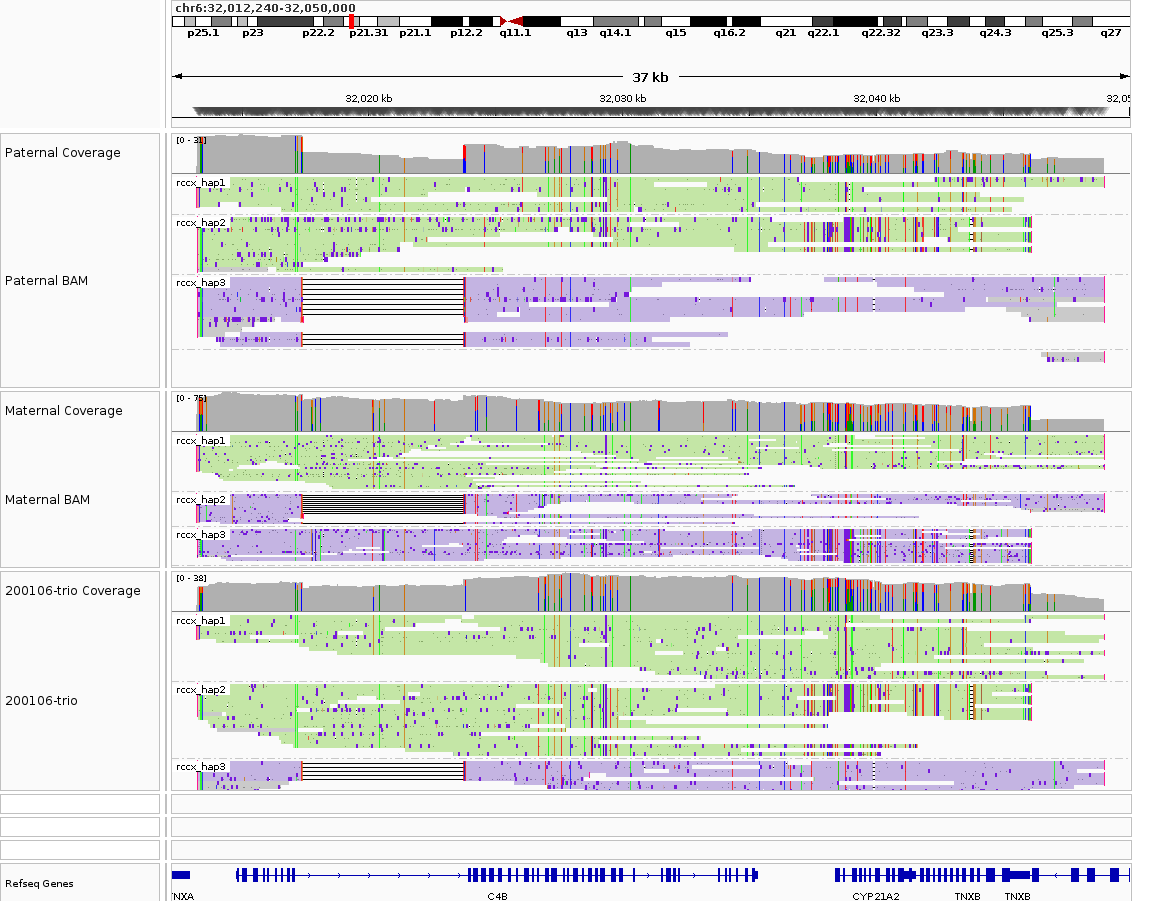 chr6:32,012,240-32,050,000
p25.1 p23 p22.2 p21.31 p21.1 p12.2 q11.1 q13 q14.1 q15 q16.2 q21 q22.1 q22.32 q23.3 q24.3 q25.3 q27
37 kb
32,020 kb 32,030 kb 32,040 kb 32,05
Paternal Coverage
[0 - 31]
rccx_hap1
rccx_hap2
Paternal BAM
rccx_hap3
Maternal Coverage
[0 - 75]
rccx_hap1
Maternal BAM
rccx_hap2
rccx_hap3
200106-trio Coverage
[0 - 38]
rccx_hap1
200106-trio
rccx_hap2
rccx_hap3
Refseq Genes
NXA C4B CYP21A2 TNXB TNXB